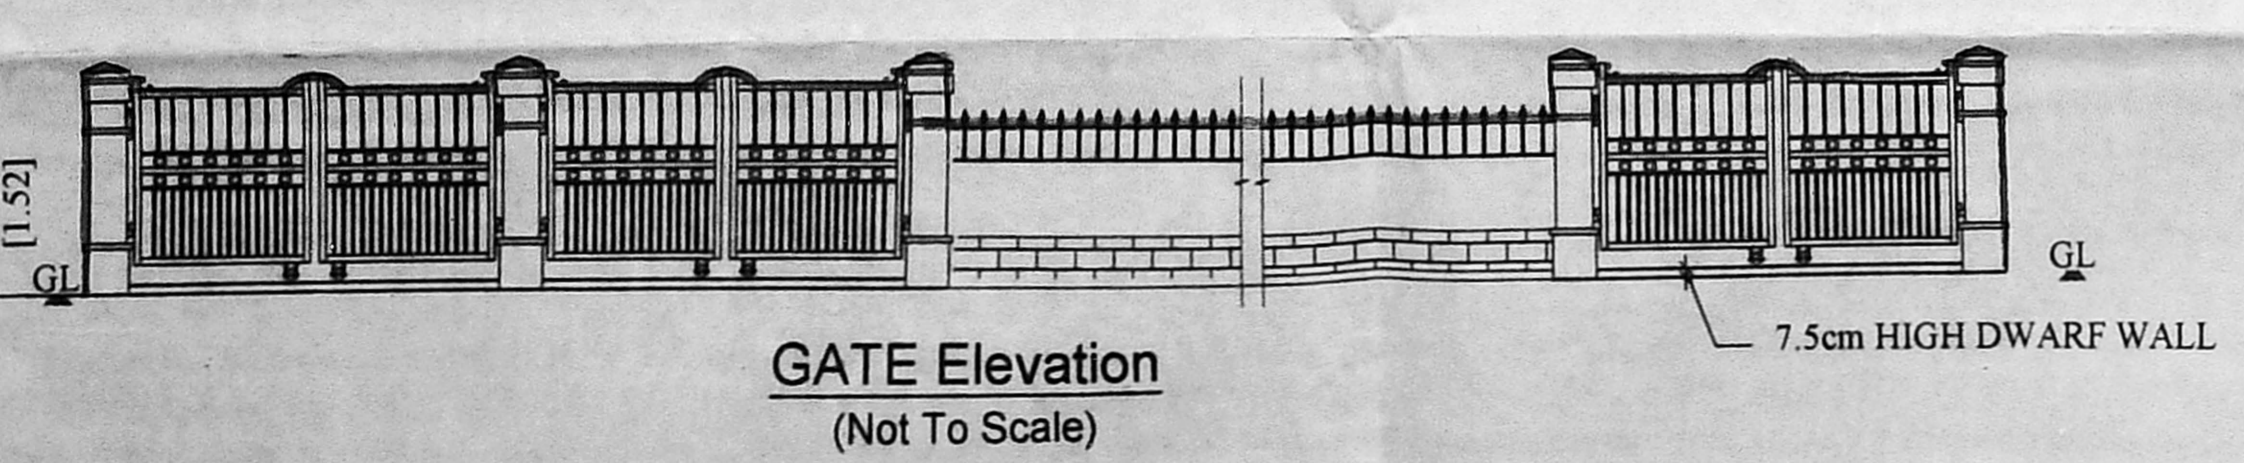 [1.52]
GL
GL
7.5cm HIGH DWARF WALL
GATE Elevation
(Not To Scale)